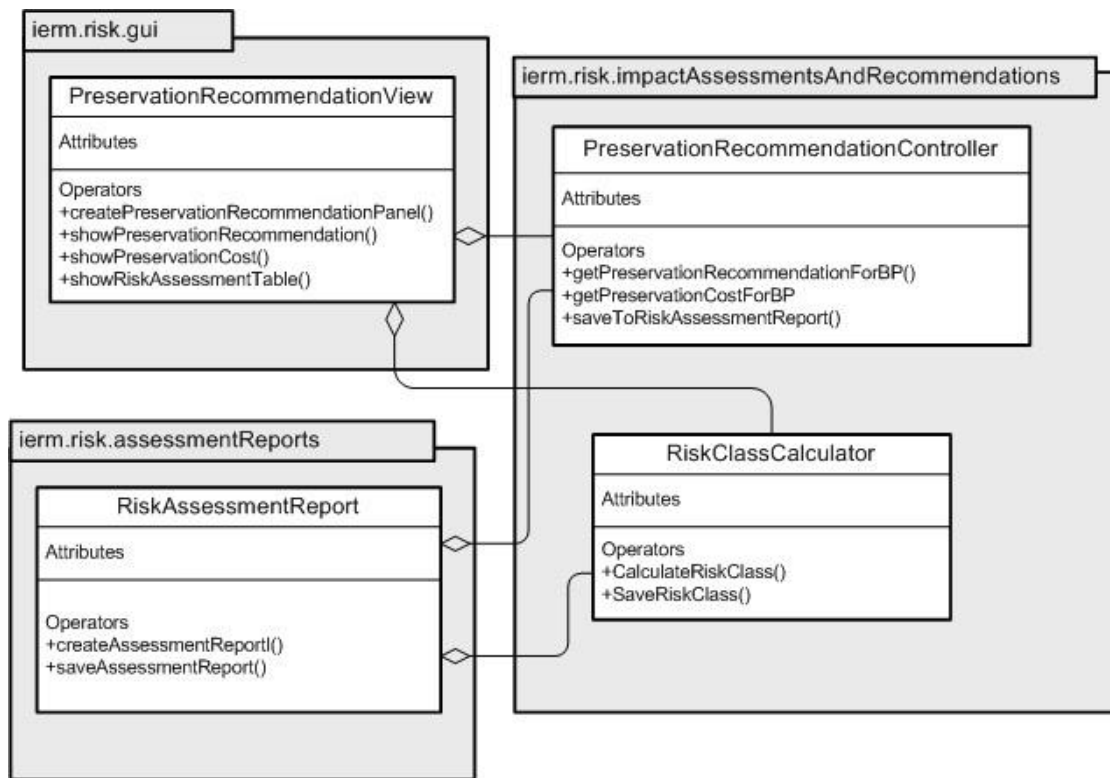 ierm.risk.gui
PreservationRecommendationView
Attributes
Operators
+createPreservationRecommendationPanel()
+showPreservationRecommendation()
+showPreservationCost()
+showRiskAssessmentTable()
ierm.risk.impactAssessmentsAndRecommendations
PreservationRecommendationController
Attributes
Operators
+getPreservationRecommendationForBP()
+getPreservationCostForBP
+saveToRiskAssessmentReport()
ierm.risk.assessmentReports
RiskAssessmentReport
Attributes
Operators
+createAssessmentReportl()
+saveAssessmentReport()
RiskClassCalculator
Attributes
Operators
+CalculateRiskClass()
+SaveRiskClass()